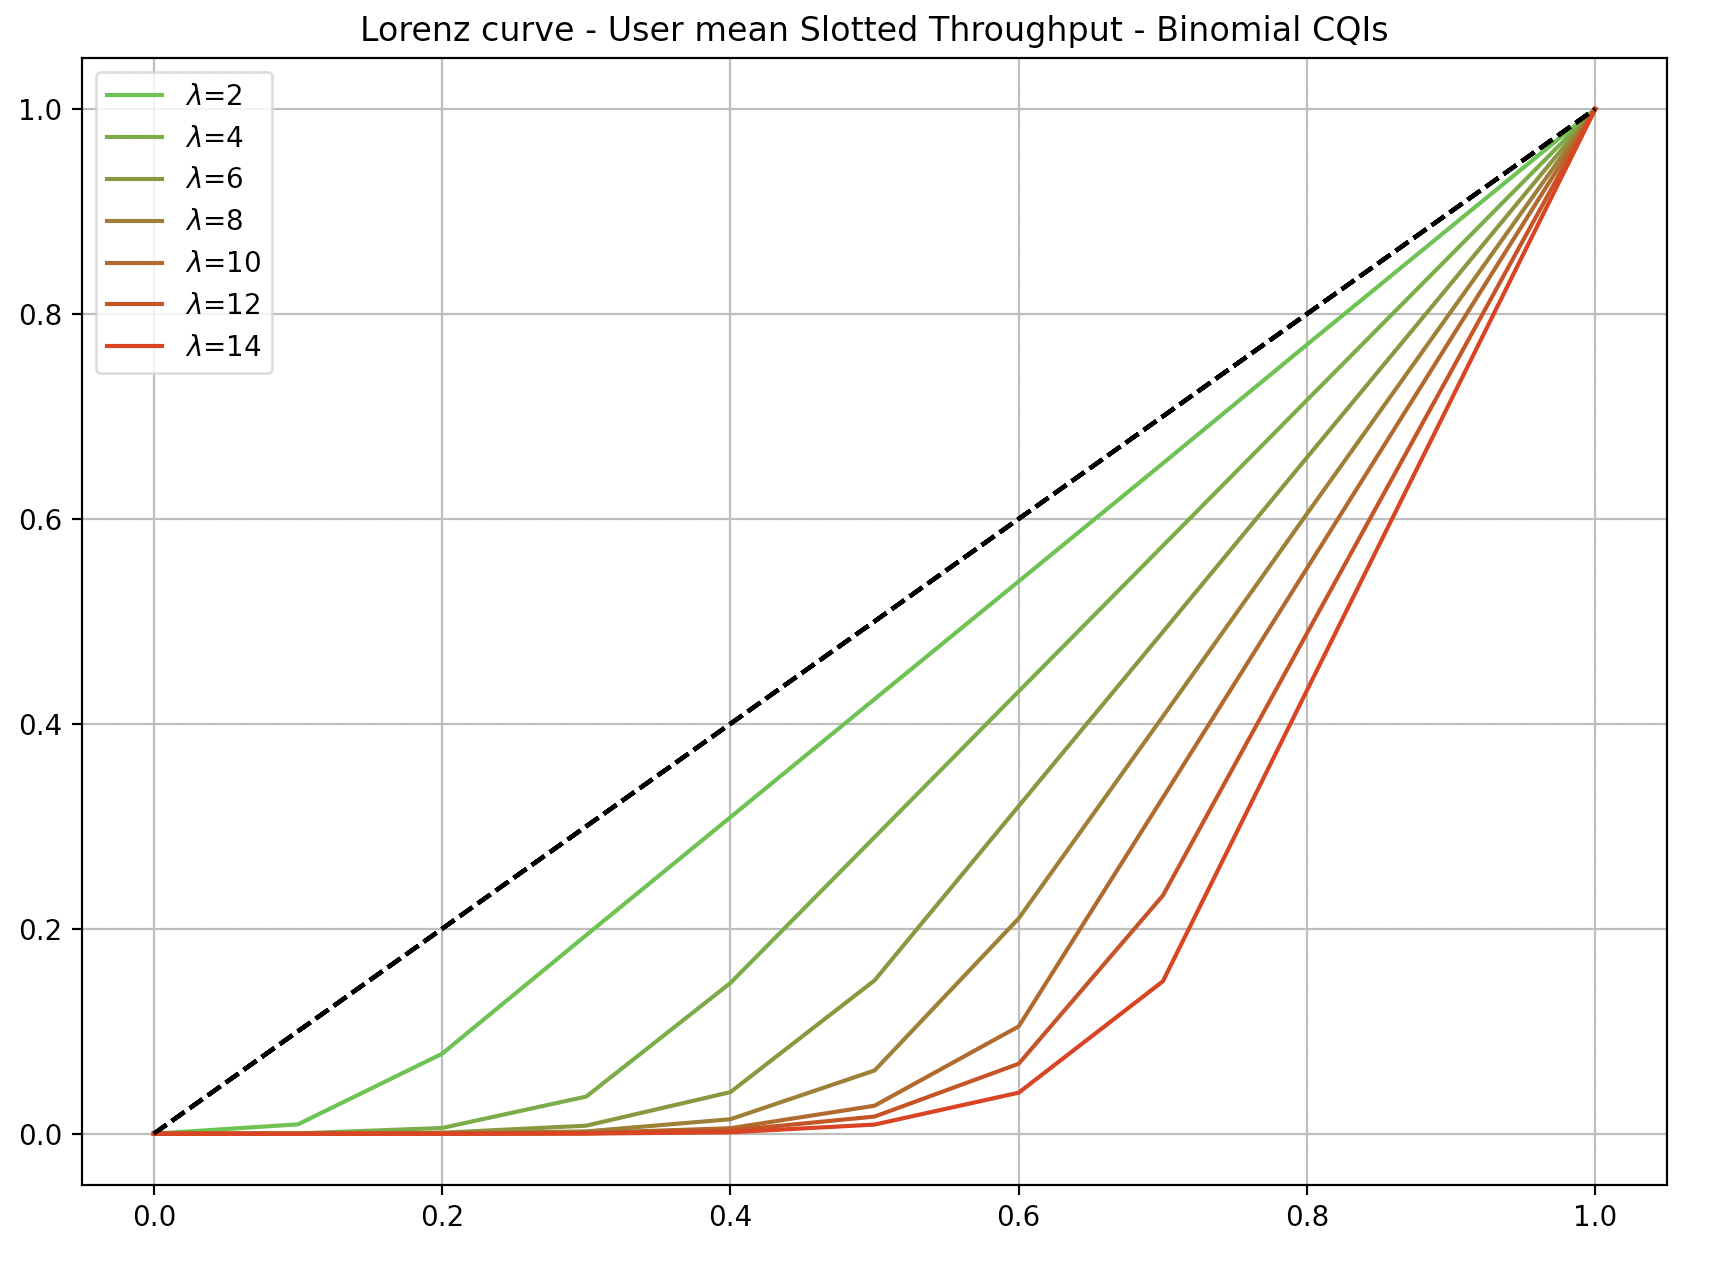 Lorenz curve - User mean Slotted Throughput - Binomial CQIs
λ=2
λ=4
λ=6
λ=8
λ=10
λ=12
λ=14
1.0
0.8
0.6
0.4
0.2
0.0
0.0 0.2 0.4 0.6 0.8 1.0